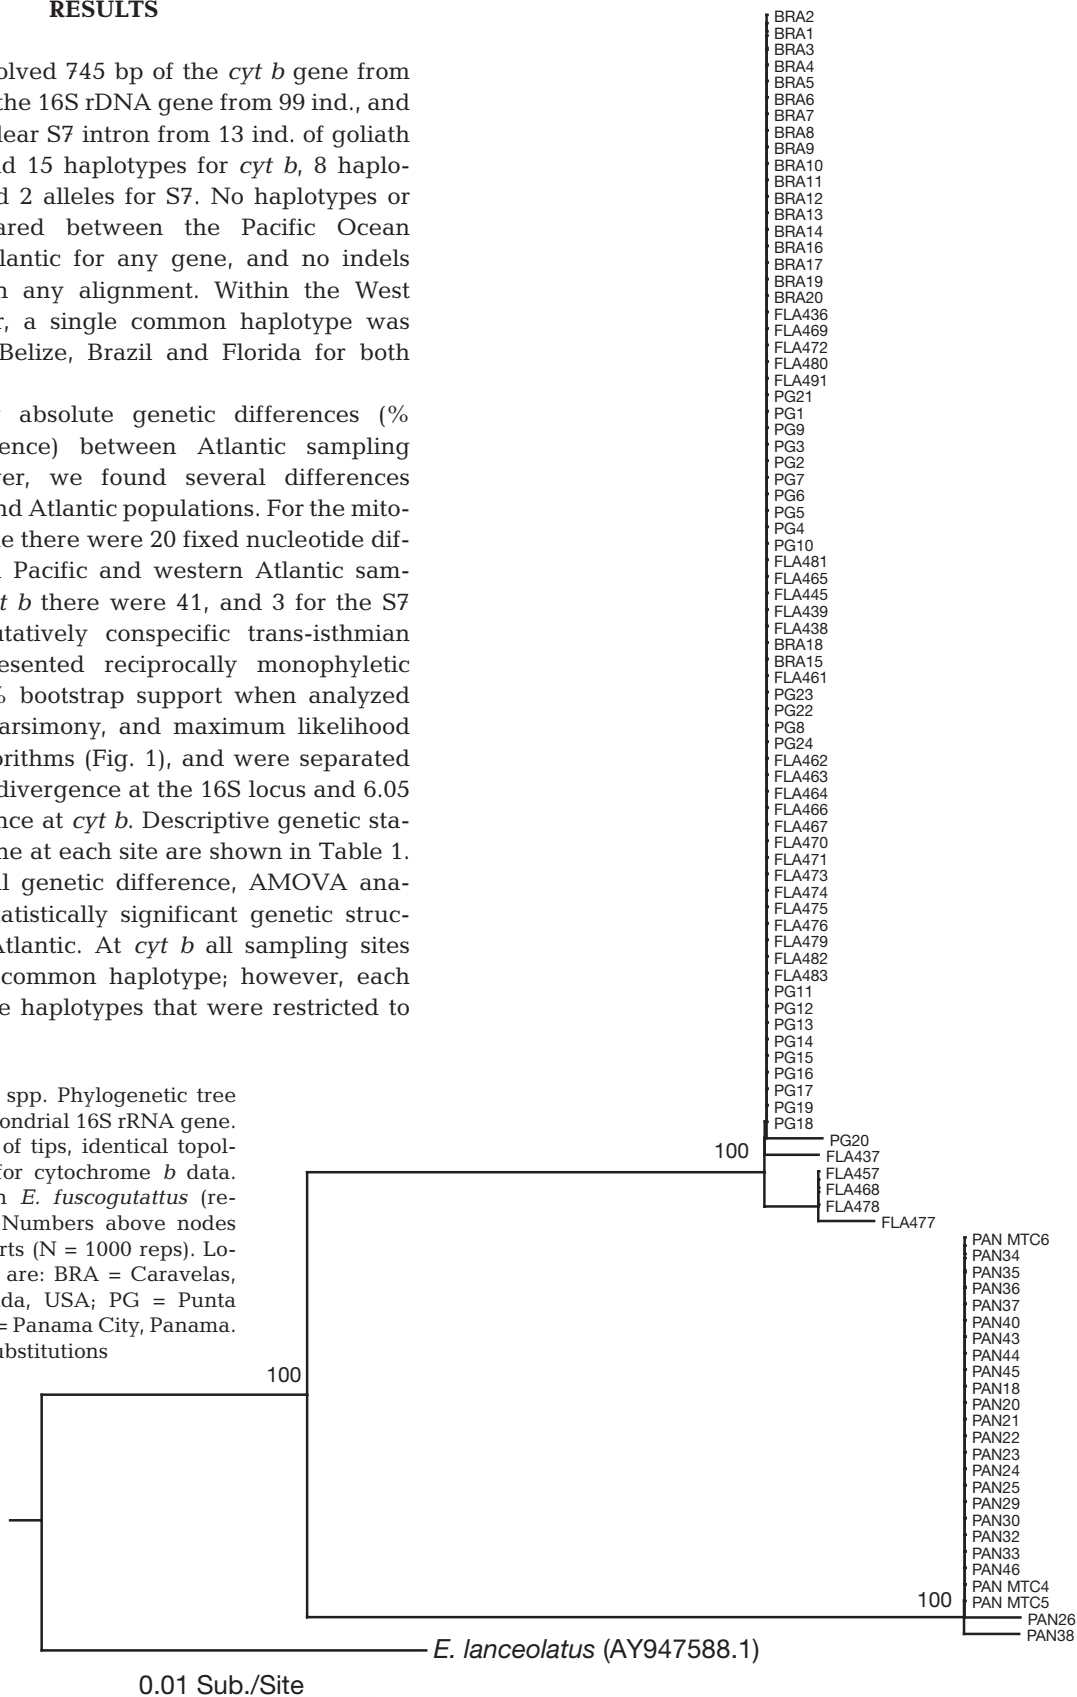 RESULTS
olved 745 bp of the cyt b gene from
the 16S rDNA gene from 99 ind., and
lear S7 intron from 13 ind. of goliath
d 15 haplotypes for cyt b, 8 haplo-
d 2 alleles for S7. No haplotypes or
ared between the Pacific Ocean
lantic for any gene, and no indels
n any alignment. Within the West
r, a single common haplotype was
Belize, Brazil and Florida for both
absolute genetic differences (%
ence) between Atlantic sampling
ver, we found several differences
nd Atlantic populations. For the mito-
e there were 20 fixed nucleotide dif-
n Pacific and western Atlantic sam-
t b there were 41, and 3 for the S7
utatively conspecific trans-isthmian
esented reciprocally monophyletic
% bootstrap support when analyzed
arsimony, and maximum likelihood
orithms (Fig. 1), and were separated
divergence at the 16S locus and 6.05
nce at cyt b. Descriptive genetic sta-
ne at each site are shown in Table 1.
ll genetic difference, AMOVA ana-
tatistically significant genetic struc-
Atlantic. At cyt b all sampling sites
common haplotype; however, each
e haplotypes that were restricted to
spp. Phylogenetic tree
ondrial 16S rRNA gene.
of tips, identical topol-
for cytochrome b data.
n E. fuscogutattus (re-
Numbers above nodes
rts (N = 1000 reps). Lo-
are: BRA = Caravelas,
ida, USA; PG = Punta
= Panama City, Panama.
ubstitutions
BRA2
BRA1
BRA3
BRA4
BRA5
BRA6
BRA7
BRA8
BRA9
BRA10
BRA11
BRA12
BRA13
BRA14
BRA16
BRA17
BRA19
BRA20
FLA436
FLA469
FLA472
FLA480
FLA491
PG21
PG1
PG9
PG3
PG2
PG7
PG6
PG5
PG4
PG10
FLA481
FLA465
FLA445
FLA439
FLA438
BRA18
BRA15
FLA461
PG23
PG22
PG8
PG24
FLA462
FLA463
FLA464
FLA466
FLA467
FLA470
FLA471
FLA473
FLA474
FLA475
FLA476
FLA479
FLA482
FLA483
PG11
PG12
PG13
PG14
PG15
PG16
PG17
PG19
PG18
PG20
100
FLA437
FLA457
FLA468
FLA478
FLA477
PAN MTC6
PAN34
PAN35
PAN36
PAN37
PAN40
PAN43
PAN44
PAN45
100
PAN18
PAN20
PAN21
PAN22
PAN23
PAN24
PAN25
PAN29
PAN30
PAN32
PAN33
PAN46
PAN MTC4
100
PAN MTC5
PAN26
PAN38
E. lanceolatus (AY947588.1)
0.01 Sub./Site